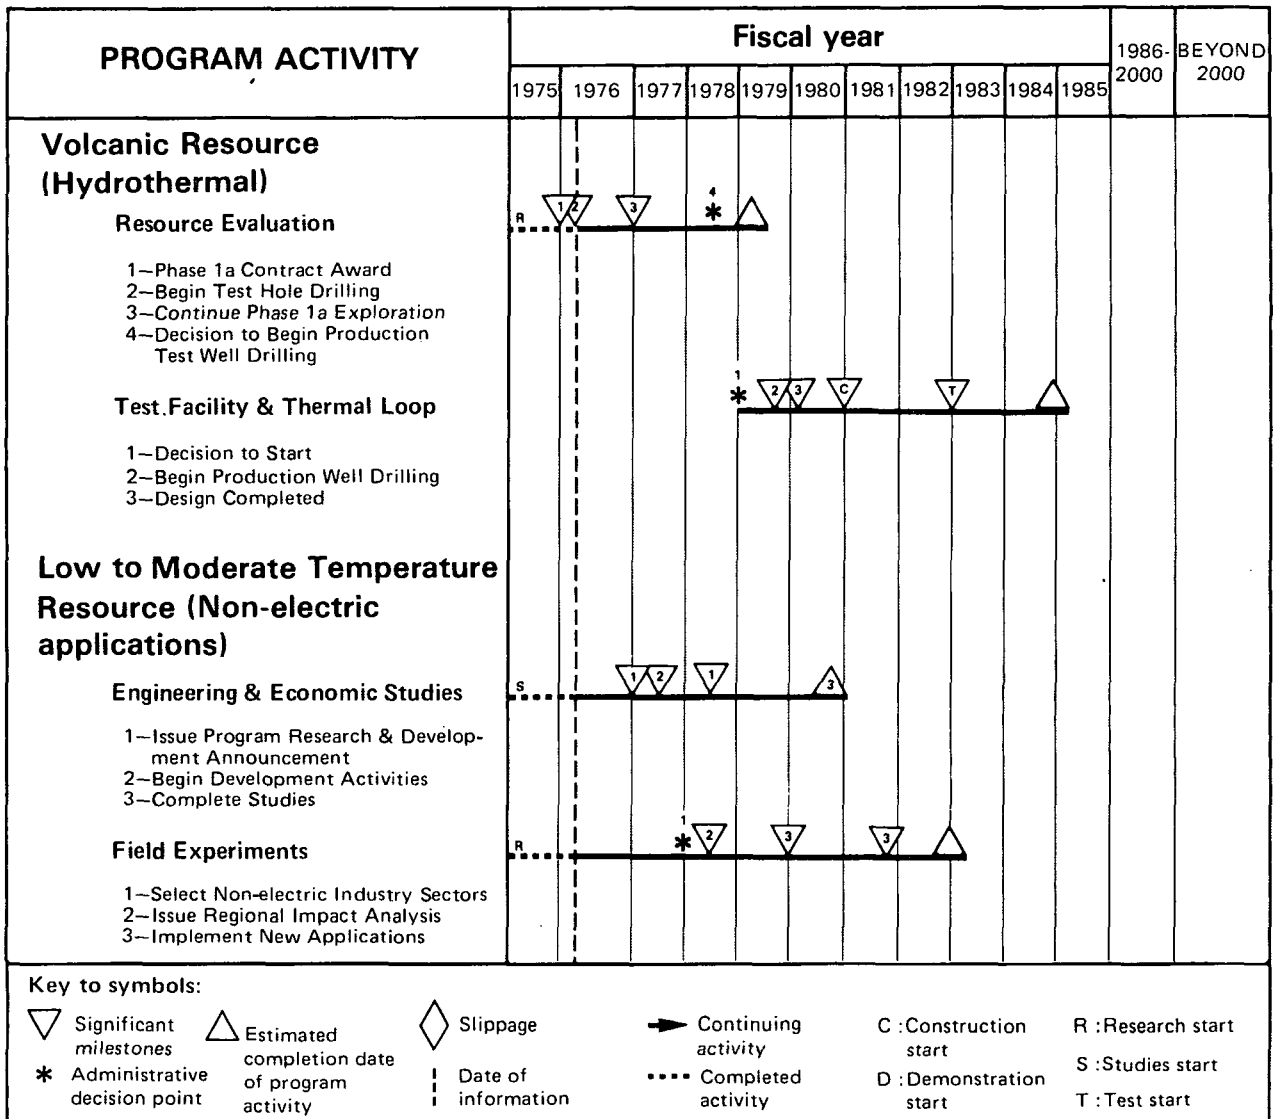 PROGRAM ACTIVITY
Fiscal year
1986-
2000
BEYOND
2000
1975 1976 1977 1978 1979 1980 1981 1982 1983 1984 1985
Volcanic Resource
(Hydrothermal)
Resource Evaluation
R 1 2 3 4
1—Phase 1a Contract Award
2—Begin Test Hole Drilling
3—Continue Phase 1a Exploration
4—Decision to Begin Production
Test Well Drilling
Test.Facility & Thermal Loop
1 2 3 C T
1—Decision to Start
2—Begin Production Well Drilling
3—Design Completed
Low to Moderate Temperature
Resource (Non-electric
applications)
Engineering & Economic Studies
S 1 2 1 3
1—Issue Program Research & Develop-
ment Announcement
2—Begin Development Activities
3—Complete Studies
Field Experiments
R 1 2 3 3
1—Select Non-electric Industry Sectors
2—Issue Regional Impact Analysis
3—Implement New Applications
Key to symbols:
Significant
milestones
* Administrative
decision point
Estimated
completion date
of program
activity
Slippage
Date of
information
Continuing
activity
Completed
activity
C :Construction
start
D :Demonstration
start
R :Research start
S :Studies start
T :Test start